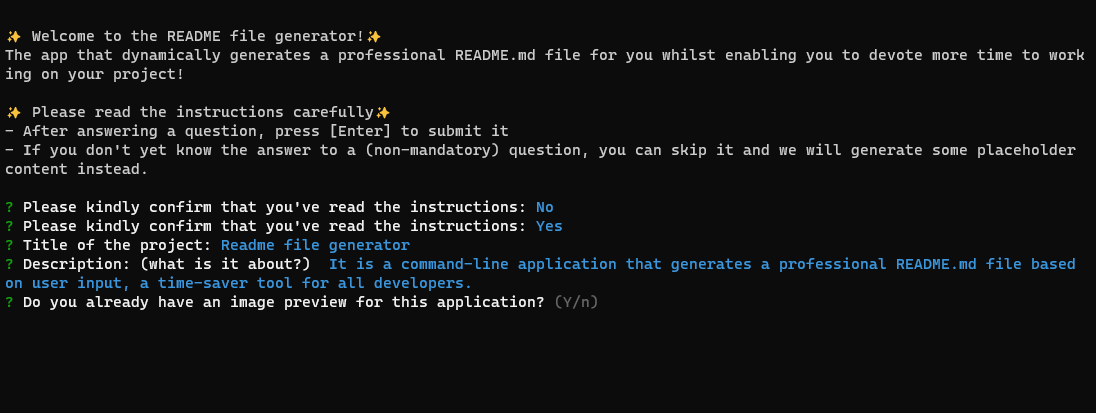 ✨ Welcome to the README file generator!✨
The app that dynamically generates a professional README.md file for you whilst enabling you to devote more time to work
ing on your project!
✨ Please read the instructions carefully✨
- After answering a question, press [Enter] to submit it
- If you don't yet know the answer to a (non-mandatory) question, you can skip it and we will generate some placeholder
content instead.
? Please kindly confirm that you've read the instructions: No
? Please kindly confirm that you've read the instructions: Yes
? Title of the project: Readme file generator
? Description: (what is it about?)  It is a command-line application that generates a professional README.md file based
on user input, a time-saver tool for all developers.
? Do you already have an image preview for this application? (Y/n)